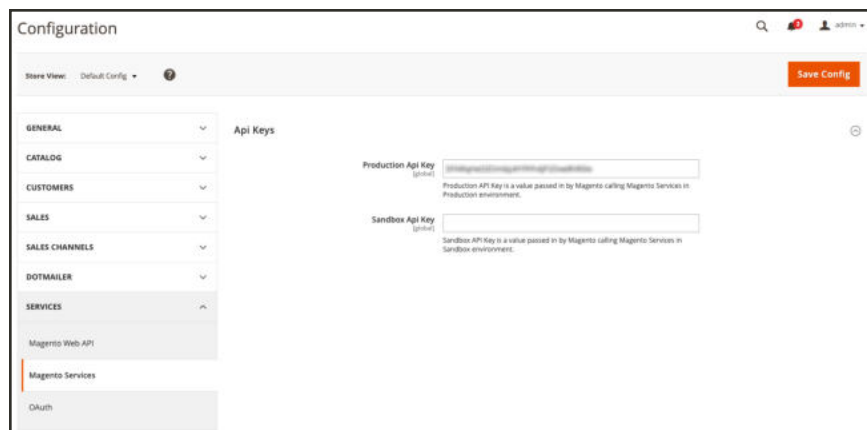 Configuration
2
admin
Store View: Default Config
?
Save Config
GENERAL
CATALOG
CUSTOMERS
SALES
SALES CHANNELS
DOTMAILER
SERVICES
Magento Web API
Magento Services
OAuth
Api Keys
Production Api Key
[global]
Production API Key is a value passed in by Magento calling Magento Services in
Production environment.
Sandbox Api Key
[global]
Sandbox API Key is a value passed in by Magento calling Magento Services in
Sandbox environment.